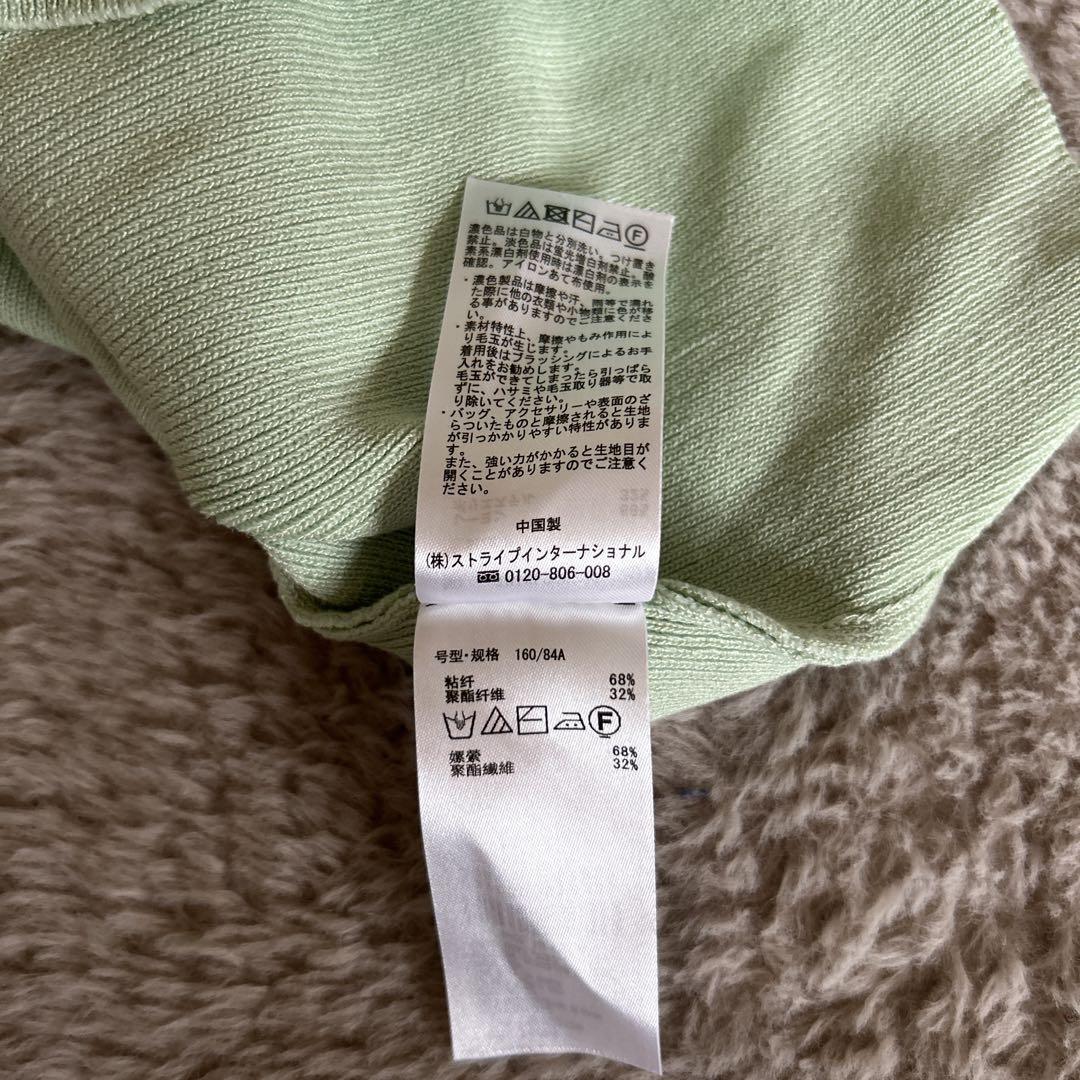 濃色品は白物と分別洗い。つけ置き
禁止。淡色品は蛍光増白剤禁止。酸
素系漂白剤使用時は漂白剤の表示を
確認。アイロンあて布使用。
・濃色製品は摩擦や汗、雨等で濡れ
た際に他の衣類や小物類に色が移
る事がありますのでご注意くださ
い。
・素材特性上、摩擦やもみ作用によ
り毛玉が生じます。
着用後はブラッシングによるお手
入れをお勧めします。
毛玉ができてしまったら引っぱら
ずに、ハサミや毛玉取り器等で取
り除いてください。
・バッグ、アクセサリーや表面のざ
らついたものと摩擦されると生地
が引っかかりやすい特性がありま
す。
また、強い力がかかると生地目が
開くことがありますのでご注意く
ださい。
中国製
(株)ストライプインターナショナル
0120-806-008
号型・规格 160/84A
粘纤 68%
聚酯纤维 32%
F
嫘縈 68%
聚酯纖維 32%